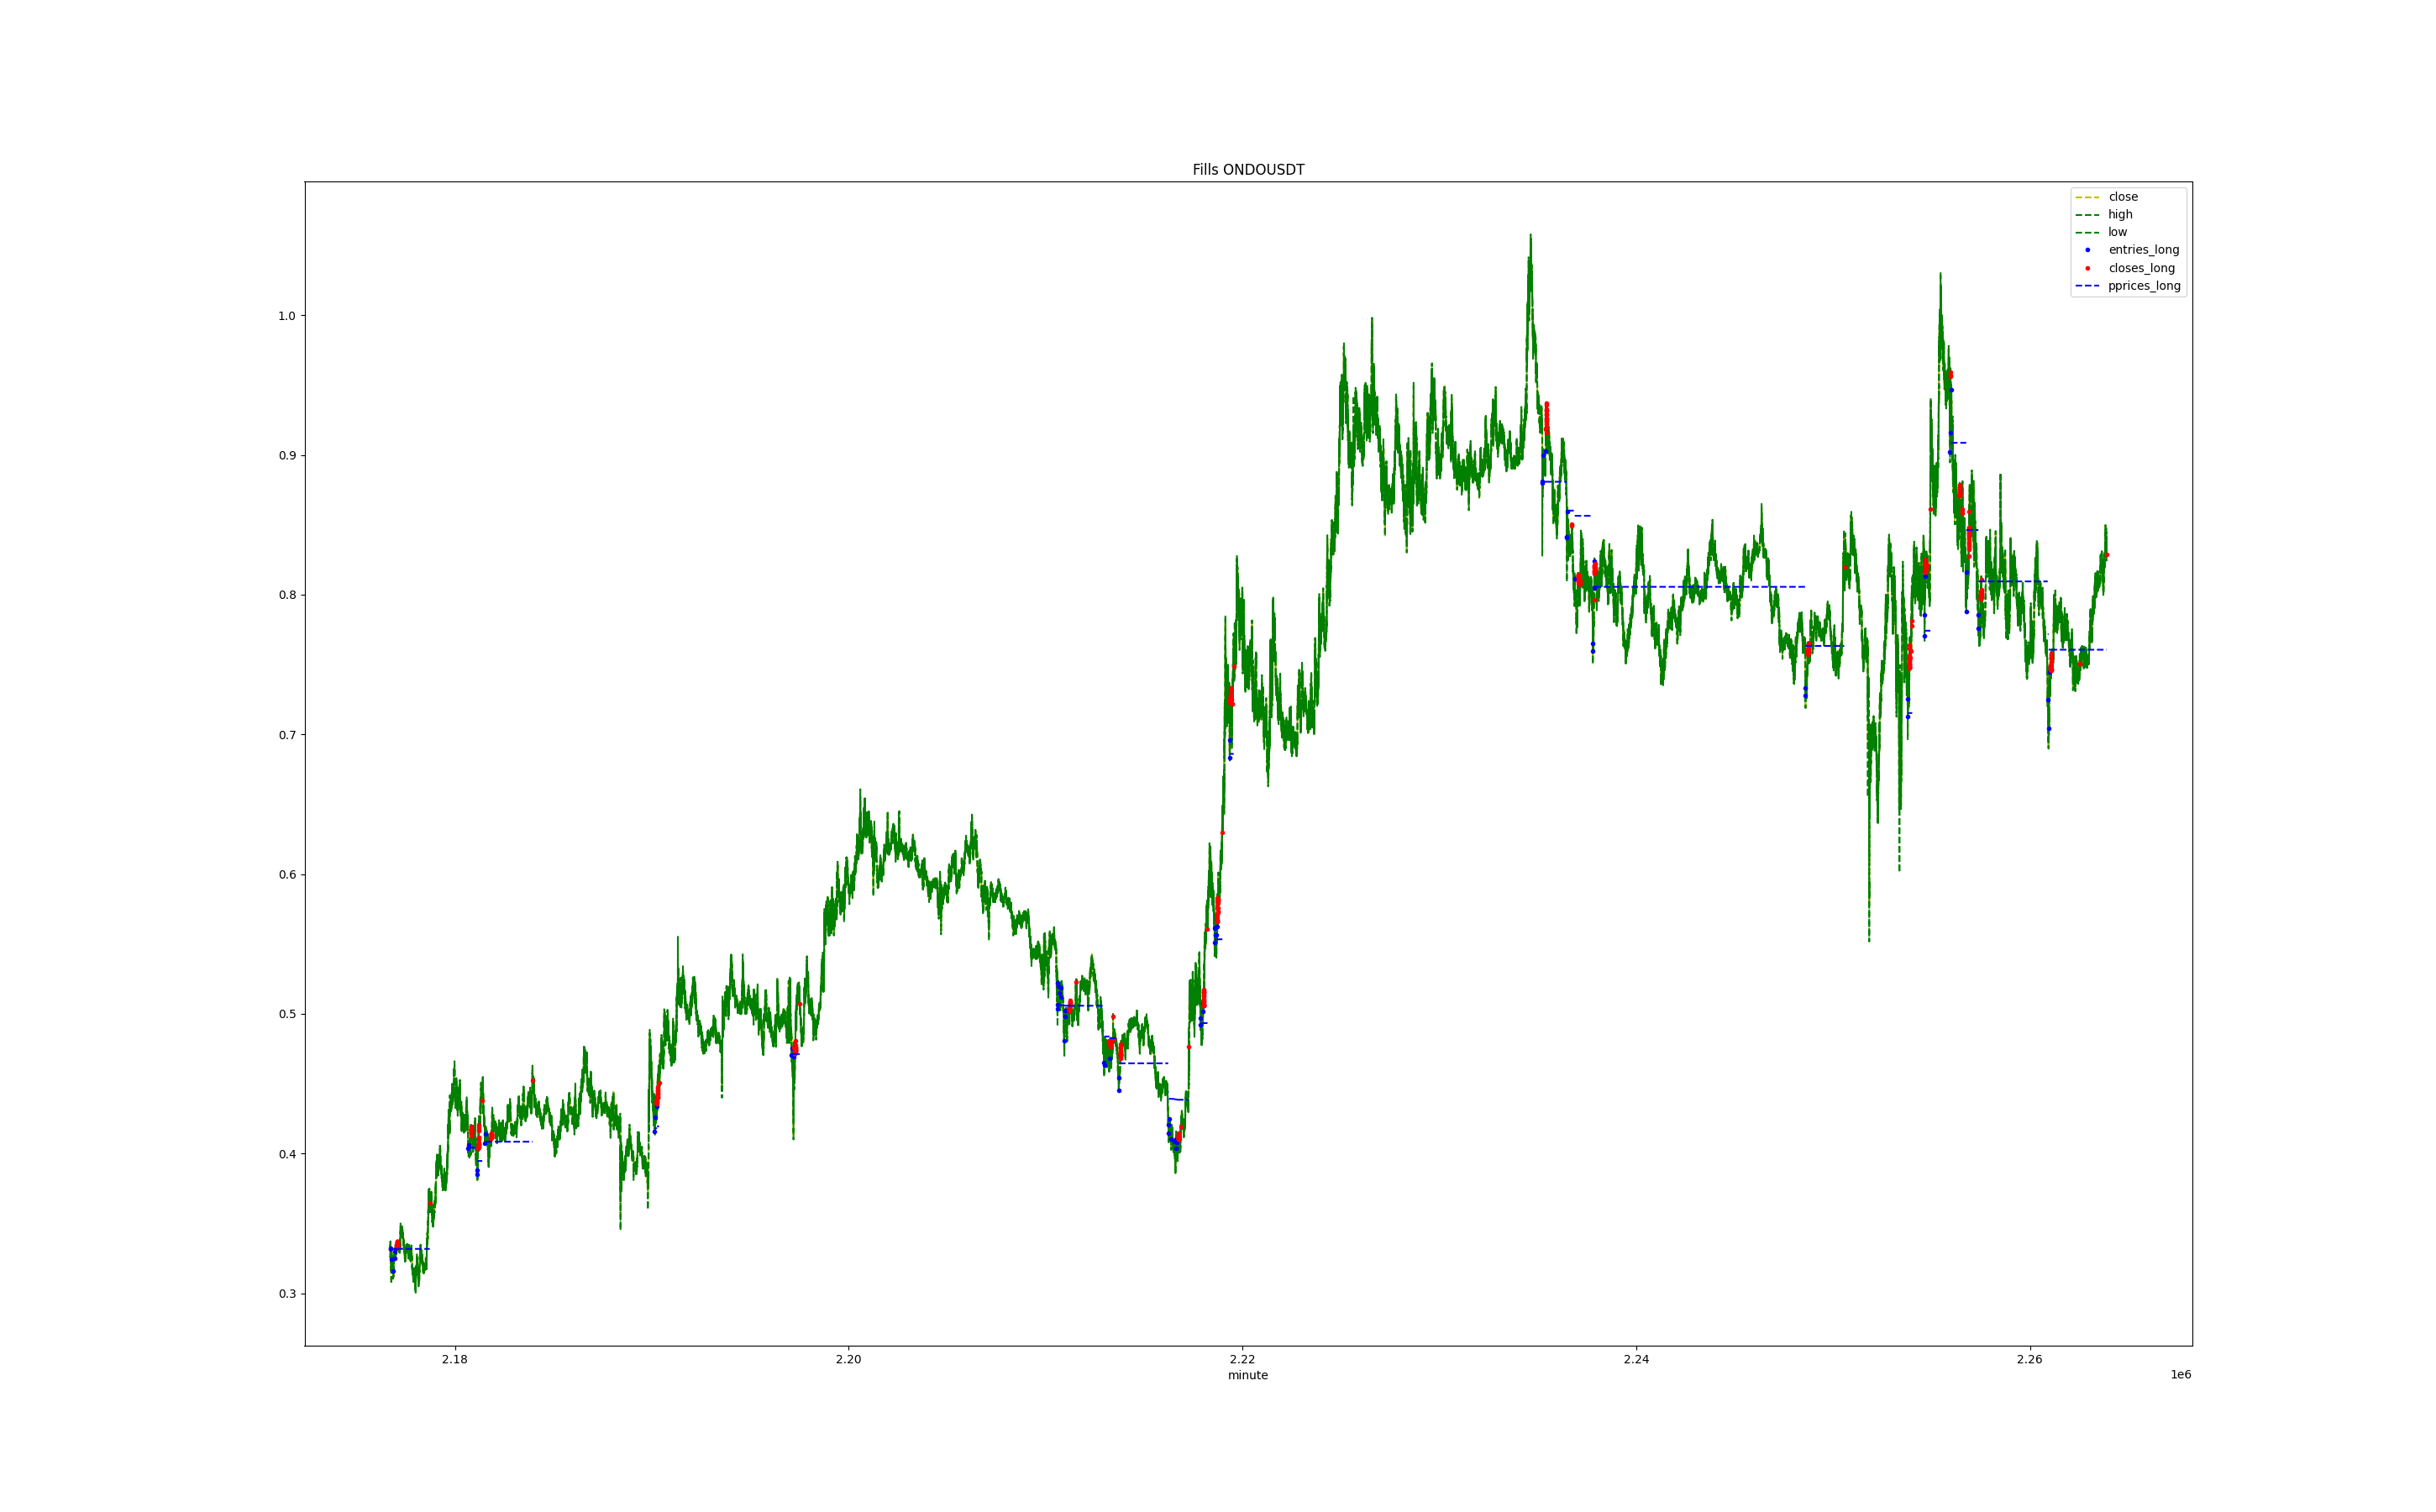 Fills ONDOUSDT
close
high
low
entries_long
closes_long
pprices_long
1.0
0.9
0.8
0.7
0.6
0.5
0.4
0.3
2.18 2.20 2.22 2.24 2.26
minute
1e6